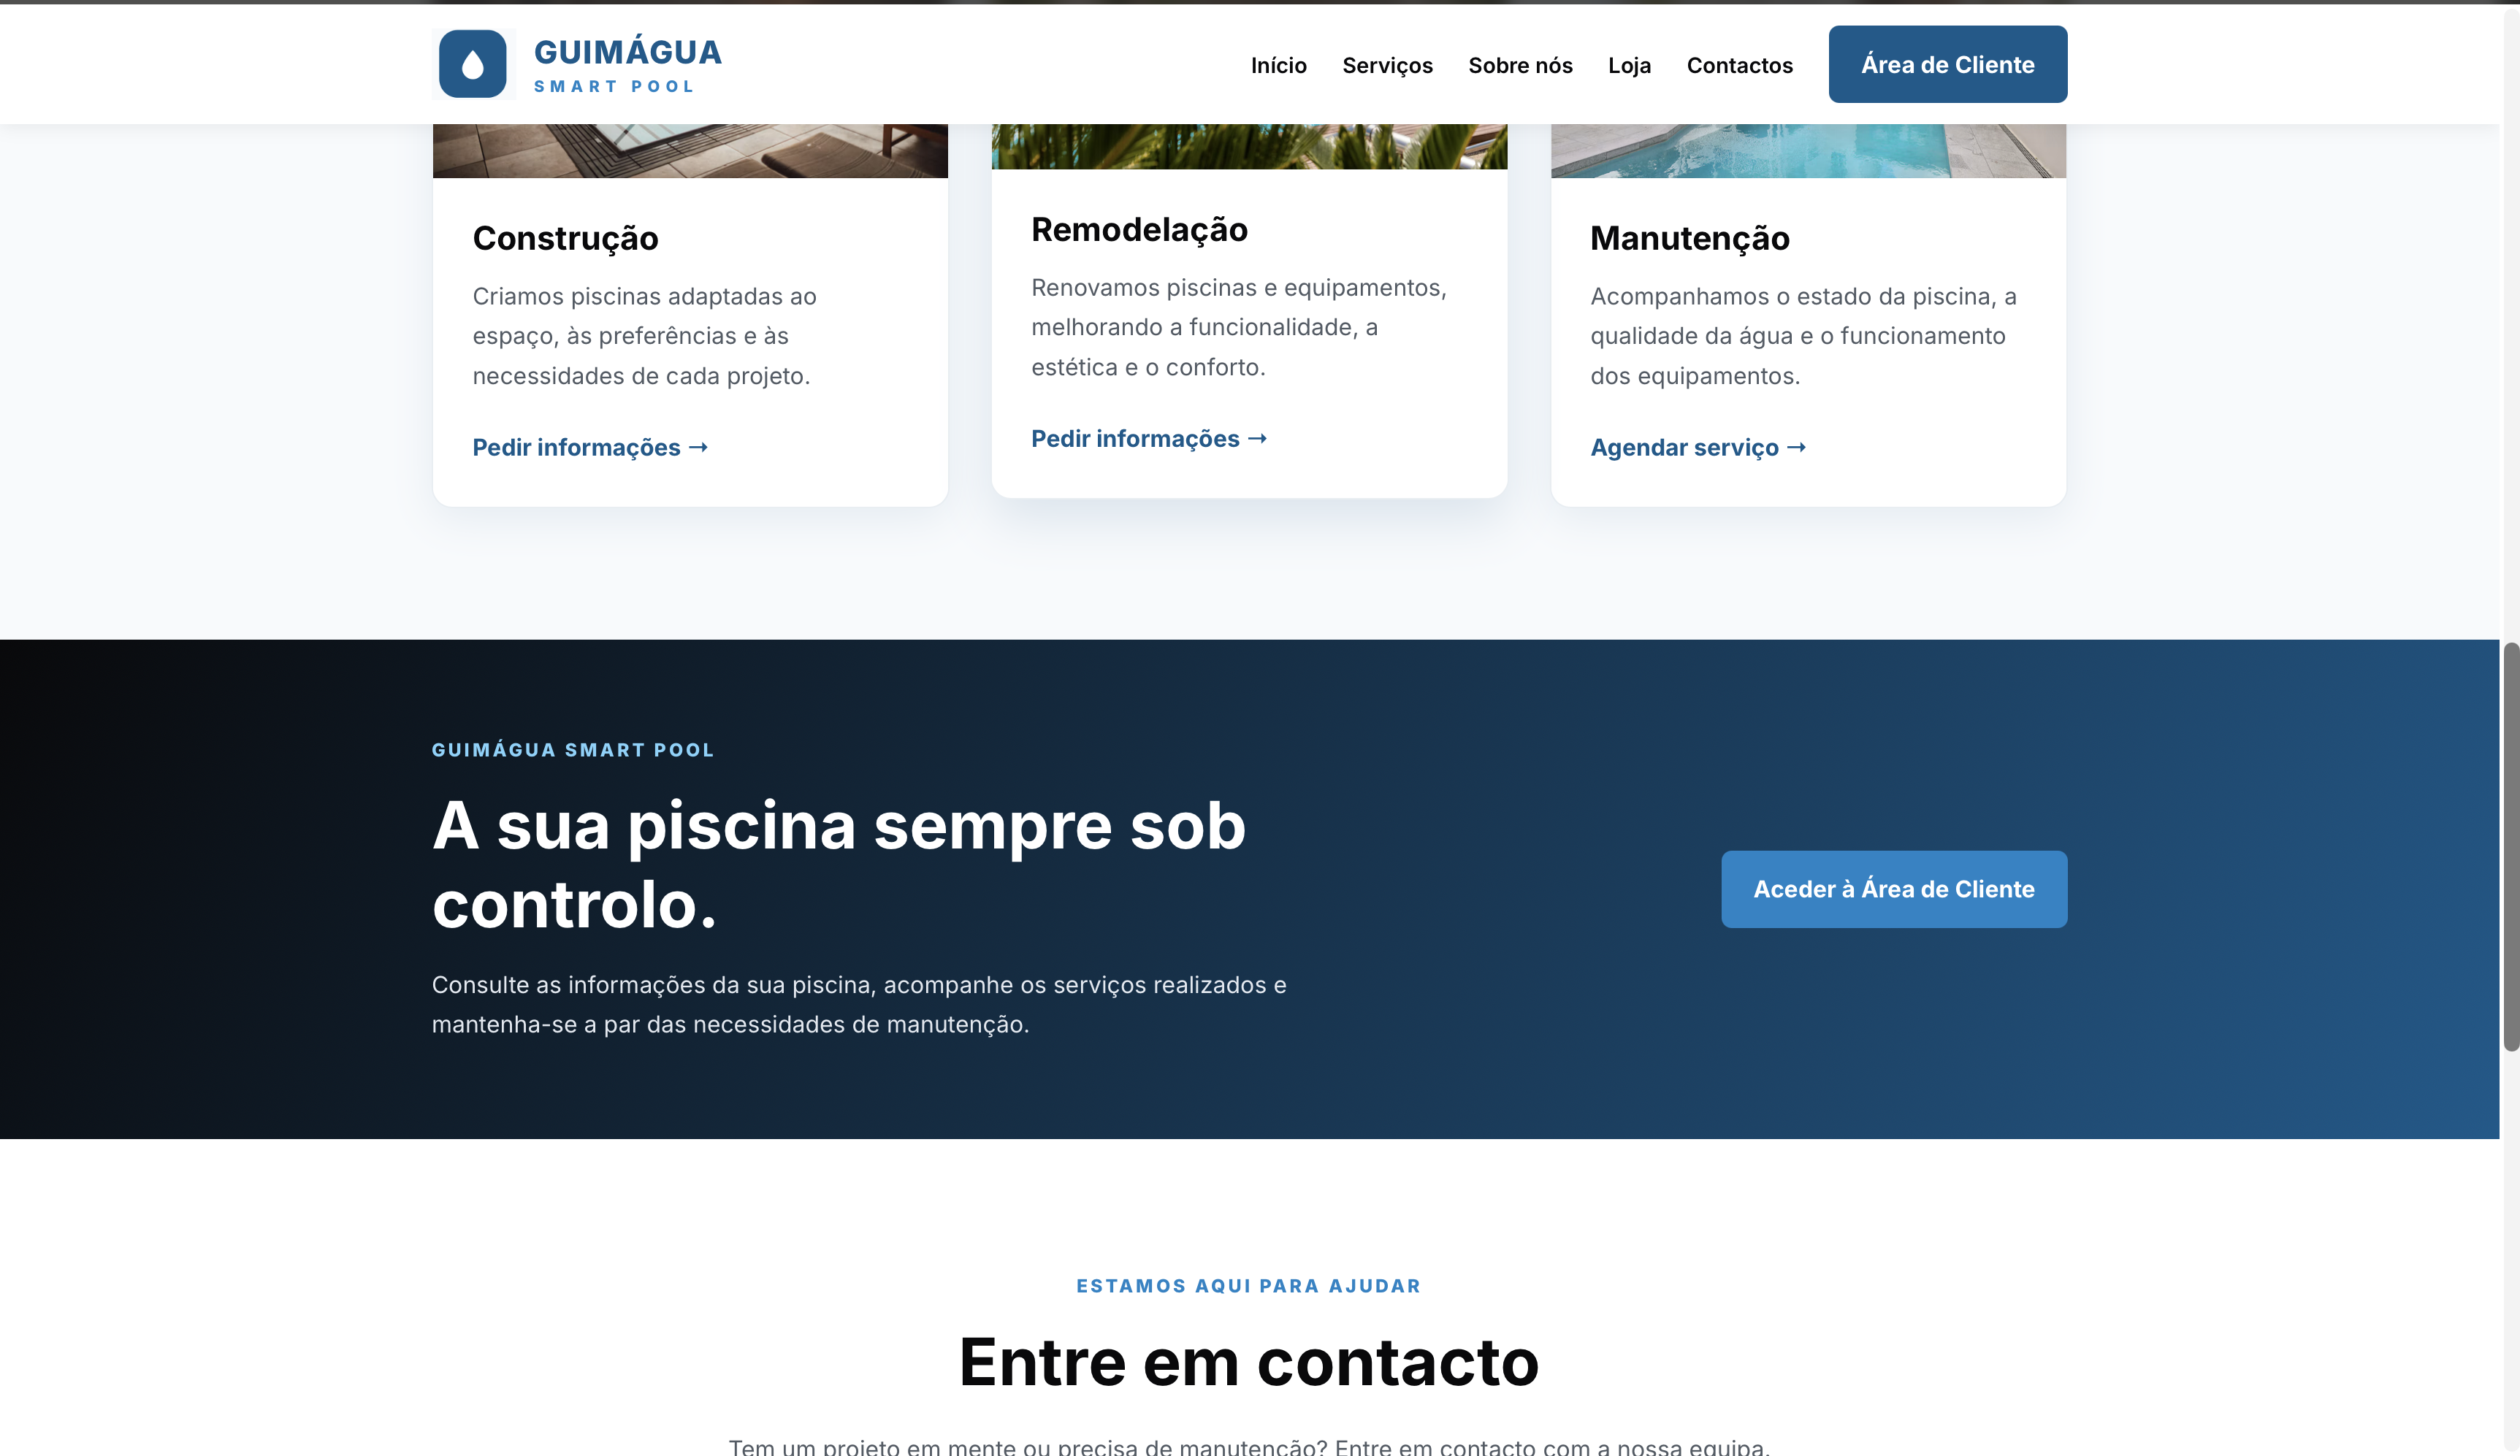 GUIMÁGUA
SMART POOL
Início
Serviços
Sobre nós
Loja
Contactos
Área de Cliente
Construção
Criamos piscinas adaptadas ao
espaço, às preferências e às
necessidades de cada projeto.
Pedir informações →
Remodelação
Renovamos piscinas e equipamentos,
melhorando a funcionalidade, a
estética e o conforto.
Pedir informações →
Manutenção
Acompanhamos o estado da piscina, a
qualidade da água e o funcionamento
dos equipamentos.
Agendar serviço →
GUIMÁGUA SMART POOL
A sua piscina sempre sob
controlo.
Consulte as informações da sua piscina, acompanhe os serviços realizados e
mantenha-se a par das necessidades de manutenção.
Aceder à Área de Cliente
ESTAMOS AQUI PARA AJUDAR
Entre em contacto
Tem um projeto em mente ou precisa de manutenção? Entre em contacto com a nossa equipa.